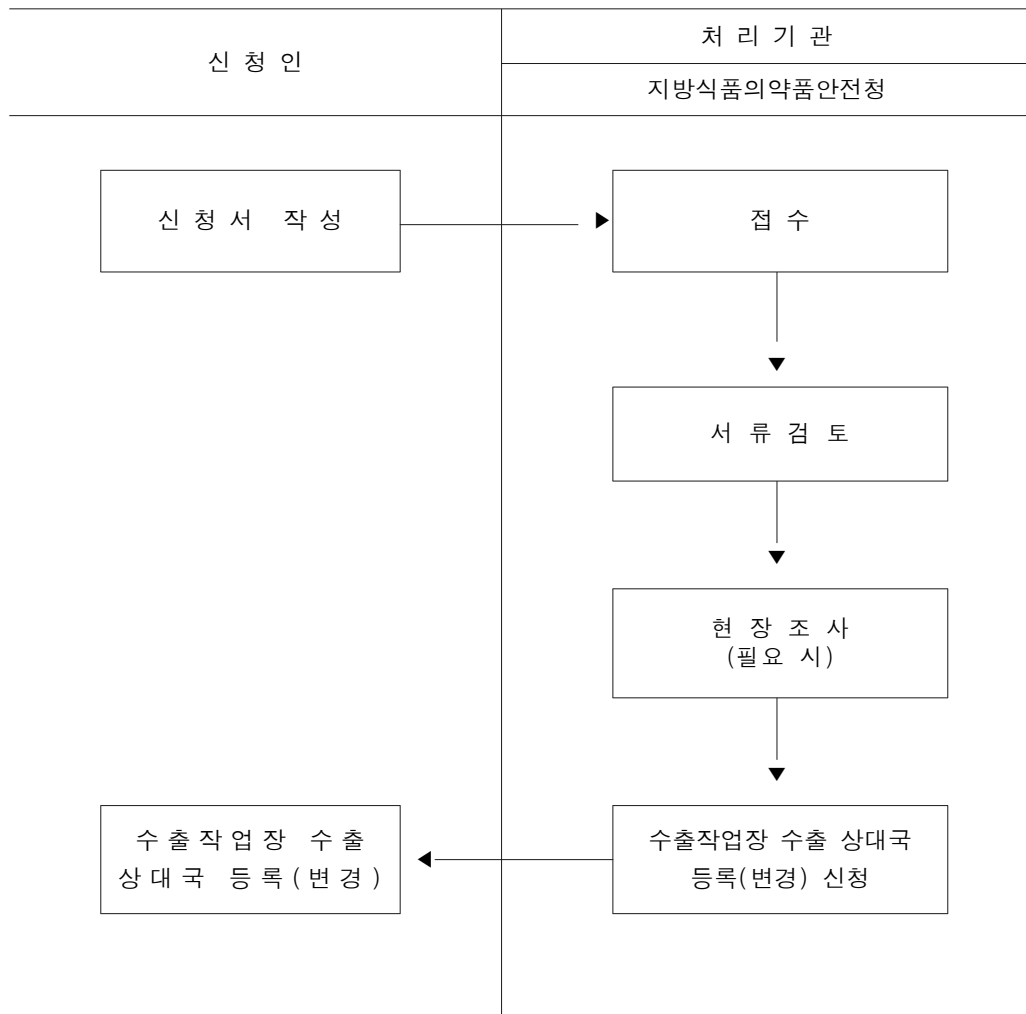 신 청 인
처 리 기 관
지방식품의약품안전청
신 청 서 작 성
접 수
서 류 검 토
현 장 조 사
(필요 시)
수출작업장 수출 상대국
등록(변경) 신청
수 출 작 업 장 수 출
상 대 국 등 록 ( 변 경 )